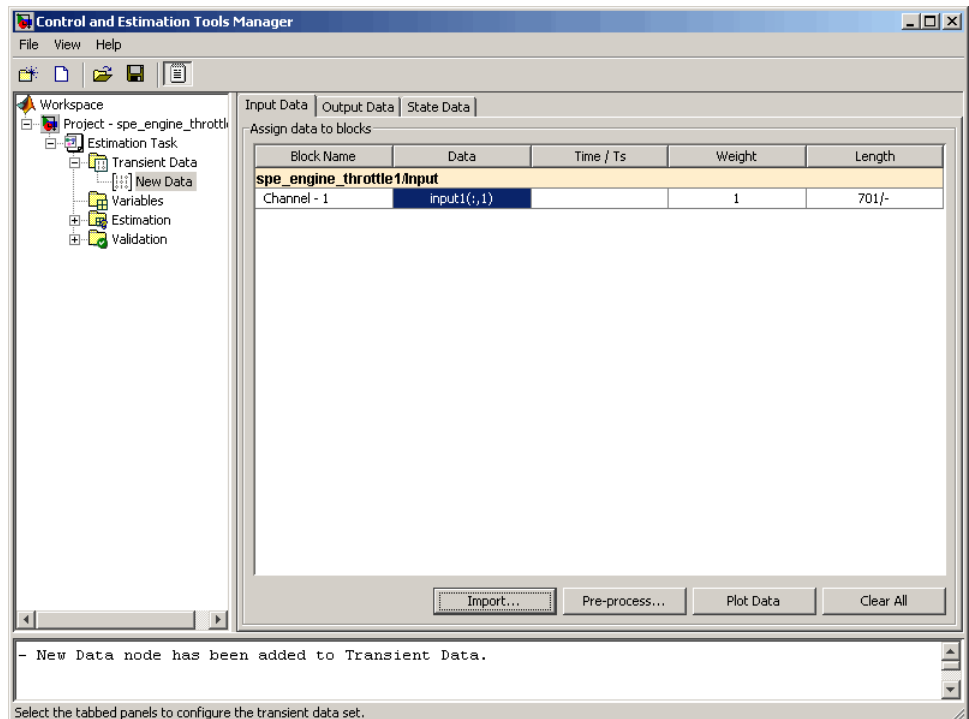 Control and Estimation Tools Manager
File View Help
Workspace
Project - spe_engine_throttl
Estimation Task
Transient Data
New Data
Variables
Estimation
Validation
Input Data Output Data State Data
Assign data to blocks
Block Name Data Time / Ts Weight Length
spe_engine_throttle1/Input
Channel - 1 input1(:,1) 1 701/-
Import... Pre-process... Plot Data Clear All
- New Data node has been added to Transient Data.
Select the tabbed panels to configure the transient data set.